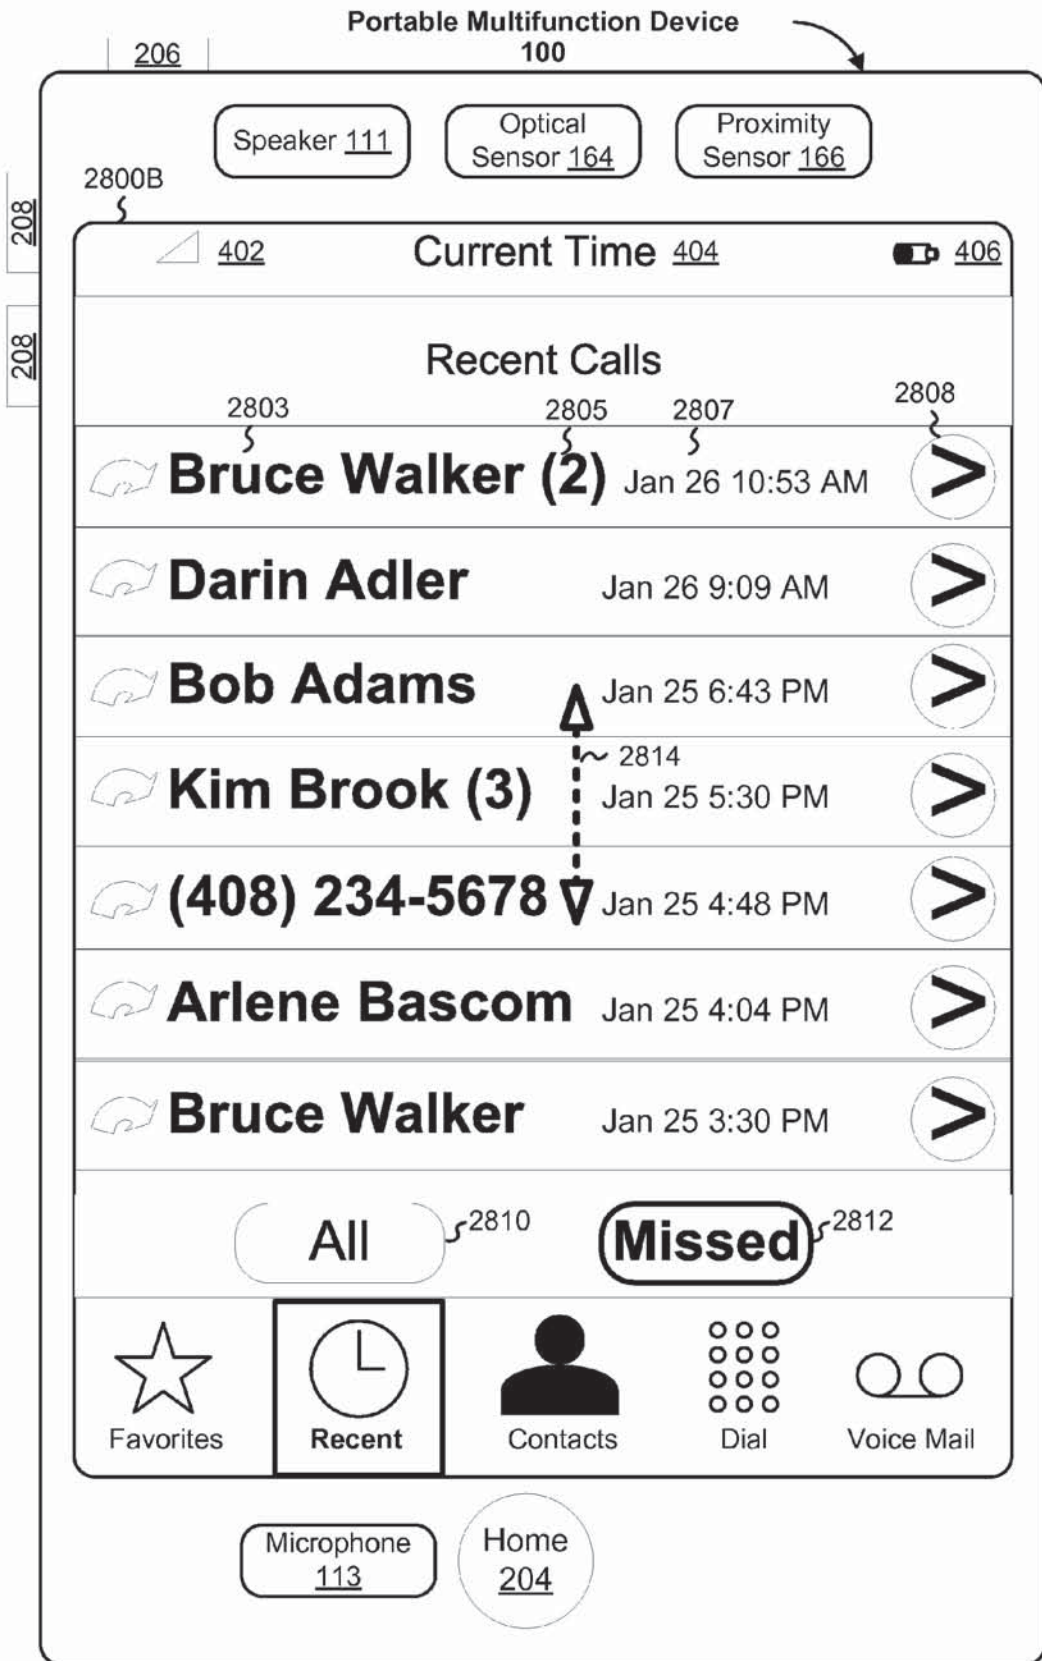 Portable Multifunction Device
100
206
Speaker 111
Optical
Sensor 164
Proximity
Sensor 166
2800B
208
208
402
Current Time 404
406
Recent Calls
2803
2805
2807
2808
Bruce Walker (2) Jan 26 10:53 AM >
Darin Adler Jan 26 9:09 AM >
Bob Adams Jan 25 6:43 PM >
2814
Kim Brook (3) Jan 25 5:30 PM >
(408) 234-5678 Jan 25 4:48 PM >
Arlene Bascom Jan 25 4:04 PM >
Bruce Walker Jan 25 3:30 PM >
All 2810 Missed 2812
Favorites Recent Contacts Dial Voice Mail
Microphone
113
Home
204